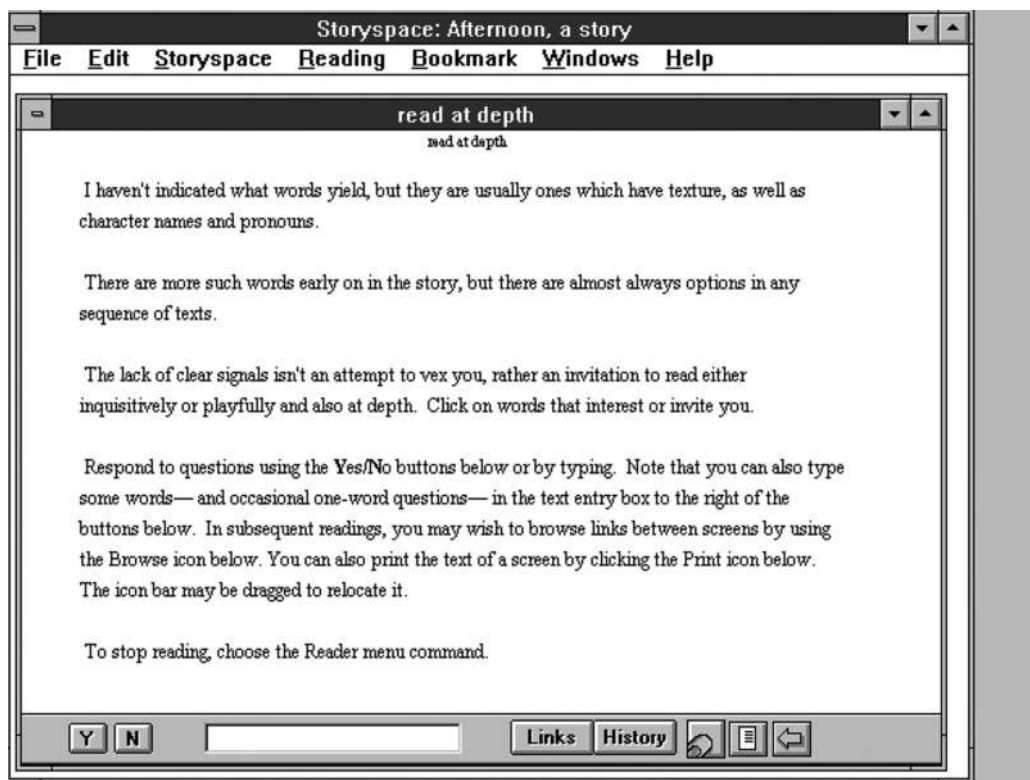 Storyspace: Afternoon, a story
File Edit Storyspace Reading Bookmark Windows Help
read at depth
read at depth
I haven't indicated what words yield, but they are usually ones which have texture, as well as
character names and pronouns.
There are more such words early on in the story, but there are almost always options in any
sequence of texts.
The lack of clear signals isn't an attempt to vex you, rather an invitation to read either
inquisitively or playfully and also at depth.  Click on words that interest or invite you.
Respond to questions using the Yes/No buttons below or by typing.  Note that you can also type
some words— and occasional one-word questions— in the text entry box to the right of the
buttons below.  In subsequent readings, you may wish to browse links between screens by using
the Browse icon below. You can also print the text of a screen by clicking the Print icon below.
The icon bar may be dragged to relocate it.
To stop reading, choose the Reader menu command.
Y N Links History